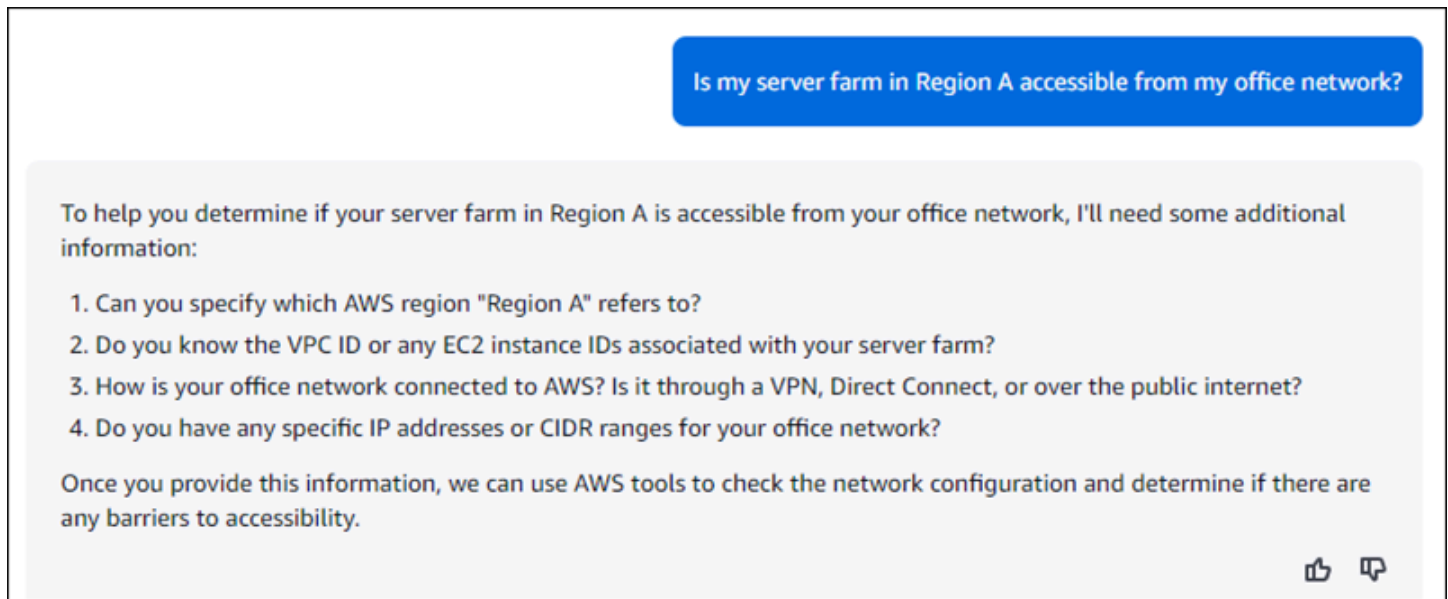 Is my server farm in Region A accessible from my office network?
To help you determine if your server farm in Region A is accessible from your office network, I'll need some additional
information:
1. Can you specify which AWS region "Region A" refers to?
2. Do you know the VPC ID or any EC2 instance IDs associated with your server farm?
3. How is your office network connected to AWS? Is it through a VPN, Direct Connect, or over the public internet?
4. Do you have any specific IP addresses or CIDR ranges for your office network?
Once you provide this information, we can use AWS tools to check the network configuration and determine if there are
any barriers to accessibility.